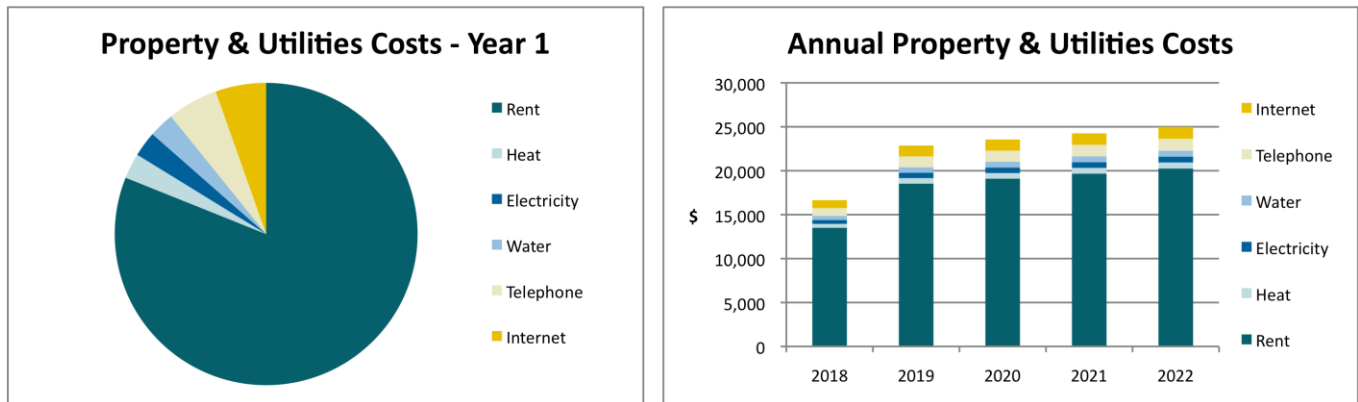 Property & Utilities Costs - Year 1
Rent
Heat
Electricity
Water
Telephone
Internet
Annual Property & Utilities Costs
30,000
25,000
20,000
15,000
10,000
5,000
0
$
2018 2019 2020 2021 2022
Internet
Telephone
Water
Electricity
Heat
Rent